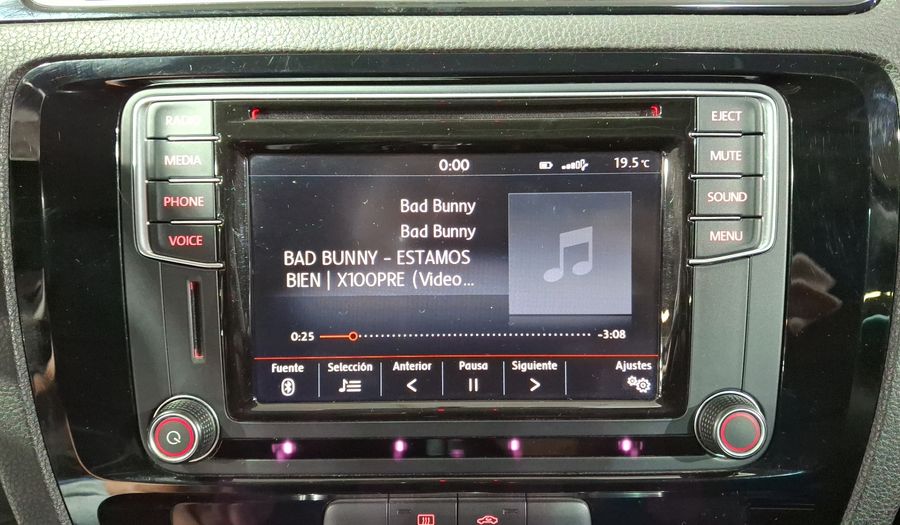 RADIO
MEDIA
PHONE
VOICE
EJECT
MUTE
SOUND
MENU
0:00
19.5 °C
Bad Bunny
Bad Bunny
BAD BUNNY - ESTAMOS
BIEN | X100PRE (Video...
0:25
-3:08
Fuente
Selección
Anterior
Pausa
Siguiente
Ajustes